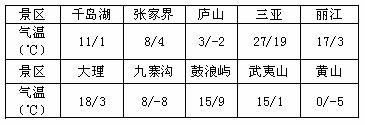 景区 千岛湖 张家界 庐山 三亚 丽江
气温(℃) 11/1 8/4 3/-2 27/19 17/3
景区 大理 九寨沟 鼓浪屿 武夷山 黄山
气温(℃) 18/3 8/-8 15/9 15/1 0/-5